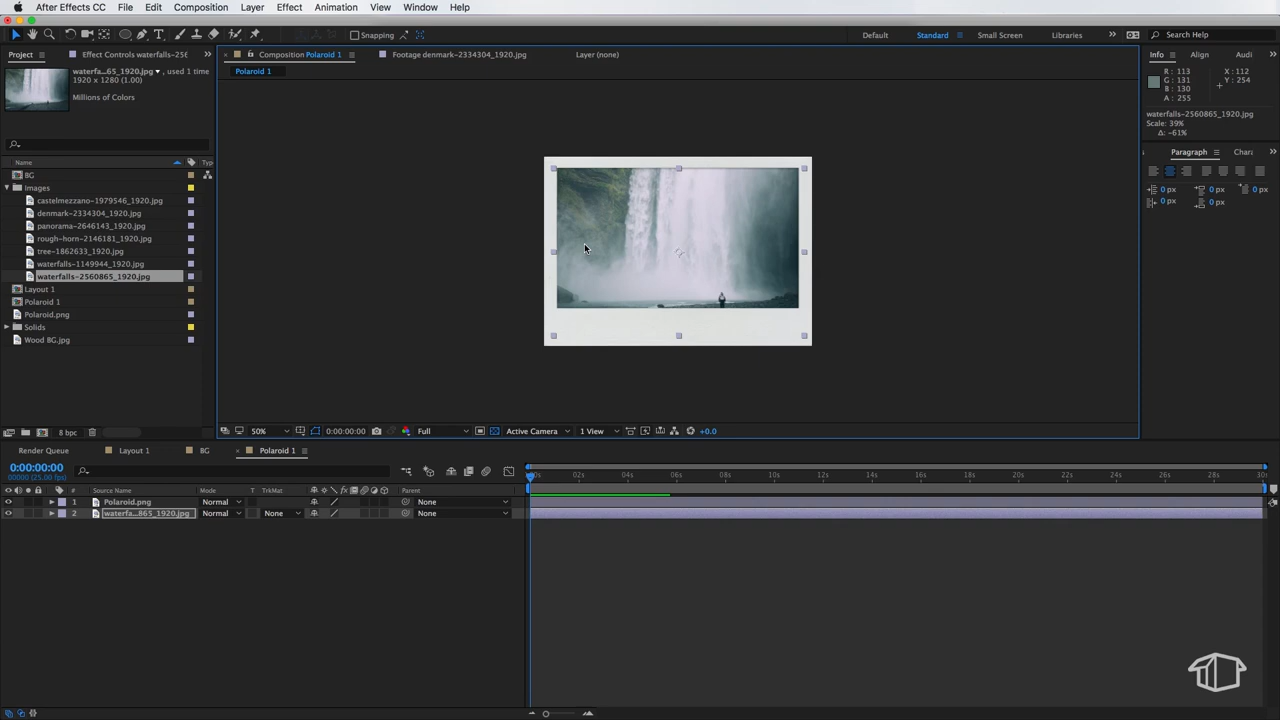 After Effects CC File Edit Composition Layer Effect Animation View Window Help
Snapping Default Standard Small Screen Libraries Search Help
Project Effect Controls waterfalls-256 Composition Polaroid 1 Footage denmark-2334304_1920.jpg Layer (none) Info Align Audi
waterfa...65_1920.jpg , used 1 time
1920 x 1280 (1.00)
Millions of Colors
Polaroid 1
R : 113 X : 112
G : 131 Y : 254
B : 130
A : 255
waterfalls-2560865_1920.jpg
Scale: 39%
Δ: -61%
Paragraph Chara
0 px 0 px 0 px
0 px 0 px
Name Typ
BG
Images
castelmezzano-1979546_1920.jpg
denmark-2334304_1920.jpg
panorama-2646143_1920.jpg
rough-horn-2146181_1920.jpg
tree-1862633_1920.jpg
waterfalls-1149944_1920.jpg
waterfalls-2560865_1920.jpg
Layout 1
Polaroid 1
Polaroid.png
Solids
Wood BG.jpg
8 bpc 50% 0:00:00:00 Full Active Camera 1 View +0.0
Render Queue Layout 1 BG Polaroid 1
0:00:00:00
00000 (25.00 fps)
02s 04s 06s 08s 10s 12s 14s 16s 18s 20s 22s 24s 26s 28s 30s
# Source Name Mode T TrkMat Parent
1 Polaroid.png Normal None
2 waterfa...865_1920.jpg Normal None None